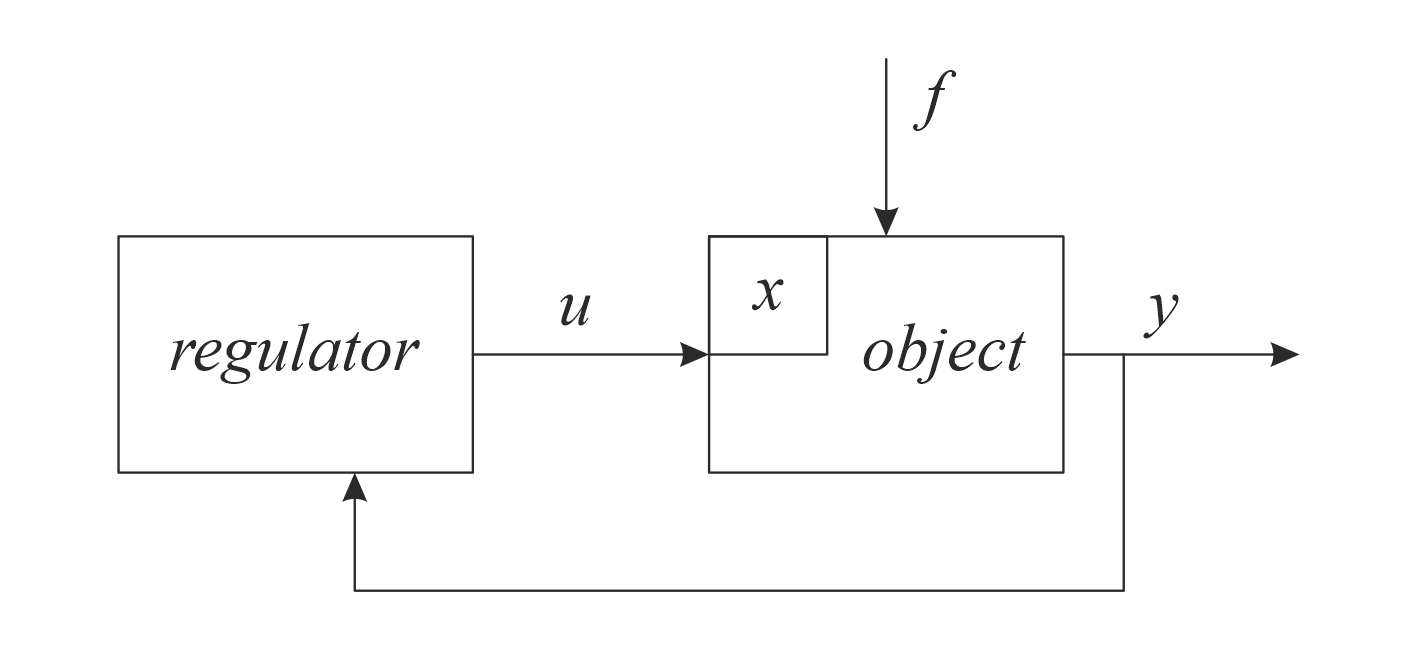 f
regulator
u
x
object
y